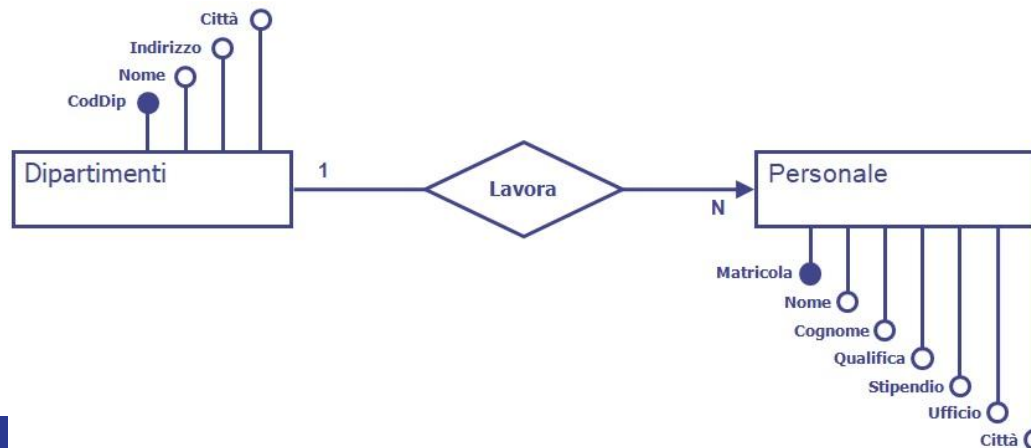 Città
Indirizzo
Nome
CodDip
Dipartimenti
1
Lavora
N
Personale
Matricola
Nome
Cognome
Qualifica
Stipendio
Ufficio
Città